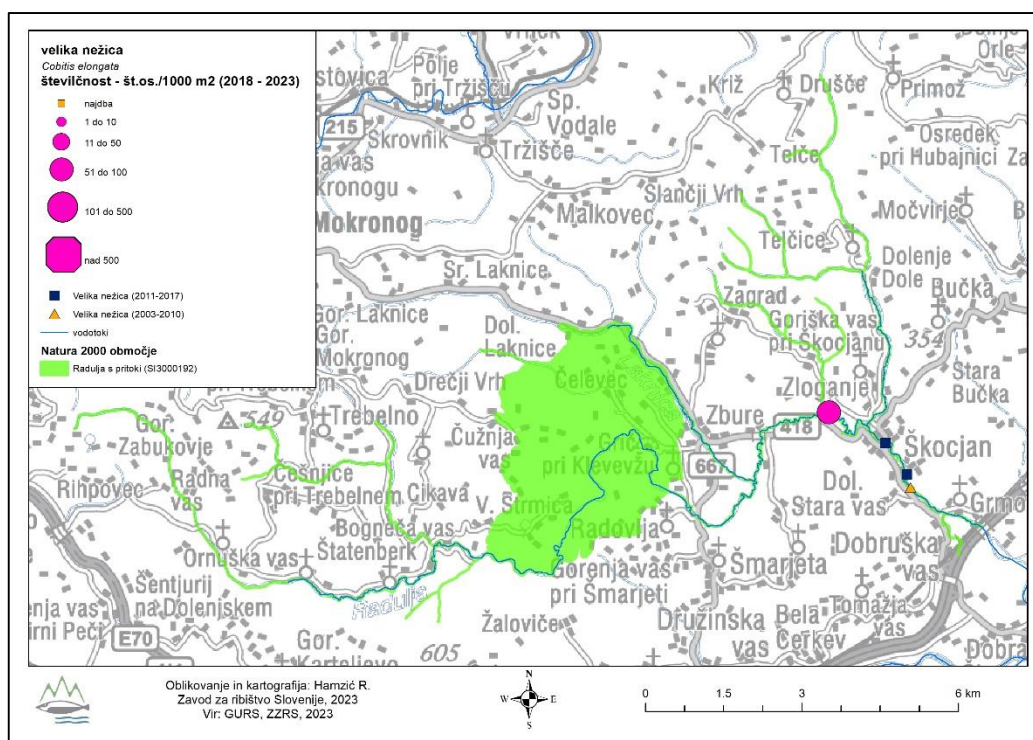 velika nežica
Cobitis elongata
številčnost - št.os./1000 m2 (2018 - 2023)
najdba
1 do 10
11 do 50
51 do 100
101 do 500
nad 500
Velika nežica (2011-2017)
Velika nežica (2003-2010)
vodotoki
Natura 2000 območje
Radulja s pritoki (SI3000192)
Polje
pri Tržišču
215
Skrovnik
Sp.
Vodale
Tržišče
Mokronog
Malkovec
Križ
Drušče
Primož
Orle
Telče
Osredek
pri Hubajnici
Slančji Vrh
Močvirje
Telčice
Dolenje
Dole
Bučka
354
Sr. Laknice
Gor. Laknice
Gor.
Mokronog
Dol.
Laknice
Zagrad
Goriška vas
pri Škocjanu
Stara
Bučka
Drečji Vrh
Čelevec
Zloganje
Zbure
418
Škocjan
549
Trebelno
Gor.
Zabukovje
Čužnja
vas
pri Klevevžu
667
Dol.
Stara vas
Rihpovec
Radna
vas
Češnjice
pri Trebelnem
Cikava
V. Strmica
Radovlja
Dobruška
vas
Bogneča vas
Štatenberk
Ornuška vas
Gorenja vas
pri Šmarjeti
Šmarjeta
Šentjurij
na Dolenjskem
Radulja
Žaloviče
Družinska
vas
Bela
Cerkev
Tomažja
vas
E70
Gor.
Karteljevo
605
Oblikovanje in kartografija: Hamzić R.
Zavod za ribištvo Slovenije, 2023
Vir: GURS, ZZRS, 2023
N
W E
S
0 1.5 3 6 km